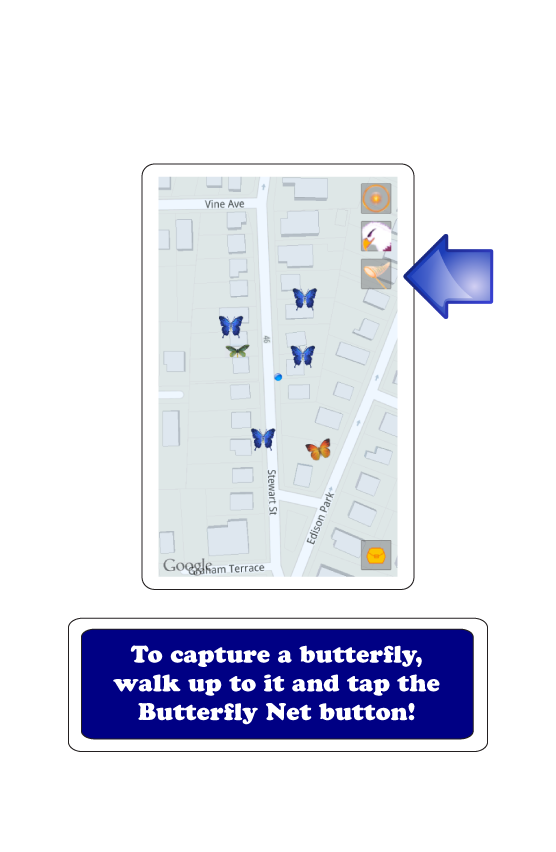 Vine Ave
46
Stewart St
Edison Park
Google
Graham Terrace
To capture a butterfly,
walk up to it and tap the
Butterfly Net button!